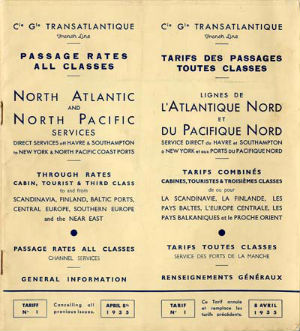 Cie Gle TRANSATLANTIQUE
French Line
PASSAGE RATES
ALL CLASSES
NORTH ATLANTIC
AND
NORTH PACIFIC
SERVICES
DIRECT SERVICES via HAVRE & SOUTHAMPTON
to NEW YORK & NORTH PACIFIC COAST PORTS
THROUGH RATES
CABIN, TOURIST & THIRD CLASS
to and from
SCANDINAVIA, FINLAND, BALTIC PORTS,
CENTRAL EUROPE, SOUTHERN EUROPE
and the NEAR EAST
PASSAGE RATES ALL CLASSES
CHANNEL SERVICES
GENERAL INFORMATION
TARIFF
No 1
Cancelling all
previous issues.
APRIL 8th
1935
Cie Gle TRANSATLANTIQUE
French Line
TARIFS DES PASSAGES
TOUTES CLASSES
LIGNES DE
L'ATLANTIQUE NORD
ET
DU PACIFIQUE NORD
SERVICE DIRECT du HAVRE et SOUTHAMPTON
à NEW YORK et aux PORTS du PACIFIQUE NORD
TARIFS COMBINÉS
CABINES, TOURISTES & TROISIÈMES CLASSES
de ou pour
LA SCANDINAVIE, LA FINLANDE, LES
PAYS BALTES, L'EUROPE CENTRALE, LES
PAYS BALKANIQUES et le PROCHE ORIENT
TARIFS TOUTES CLASSES
SERVICE DES PORTS DE LA MANCHE
RENSEIGNEMENTS GÉNÉRAUX
TARIF
No 1
Ce Tarif annule
et remplace les
tarifs précédents.
8 AVRIL
1935